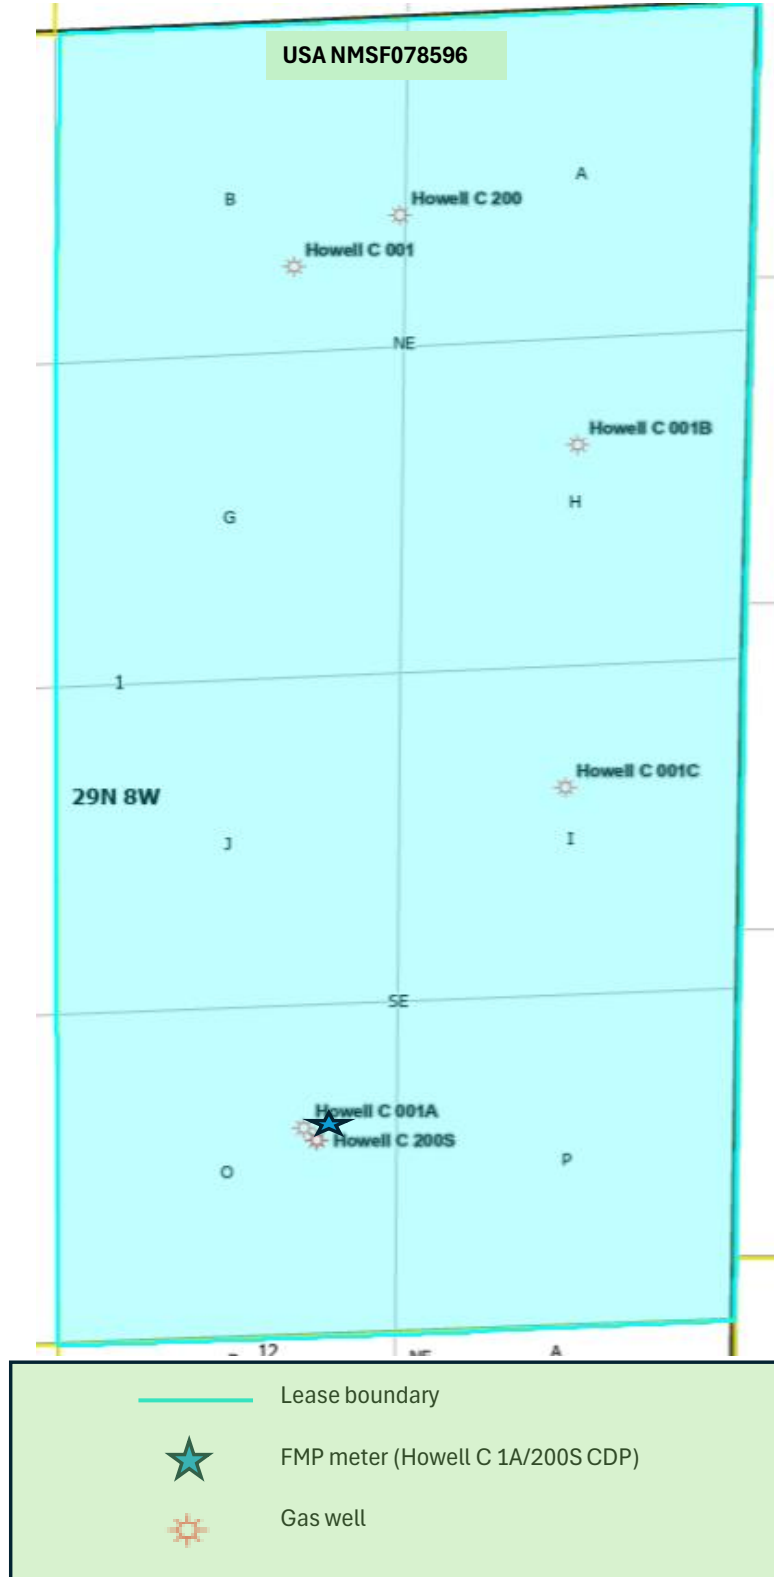 USA NMSF078596
A
B
Howell C 200
Howell C 001
NE
Howell C 001B
H
G
1
Howell C 001C
29N 8W
I
J
SE
Howell C 001A
Howell C 200S
P
O
12
NE
A
Lease boundary
FMP meter (Howell C 1A/200S CDP)
Gas well